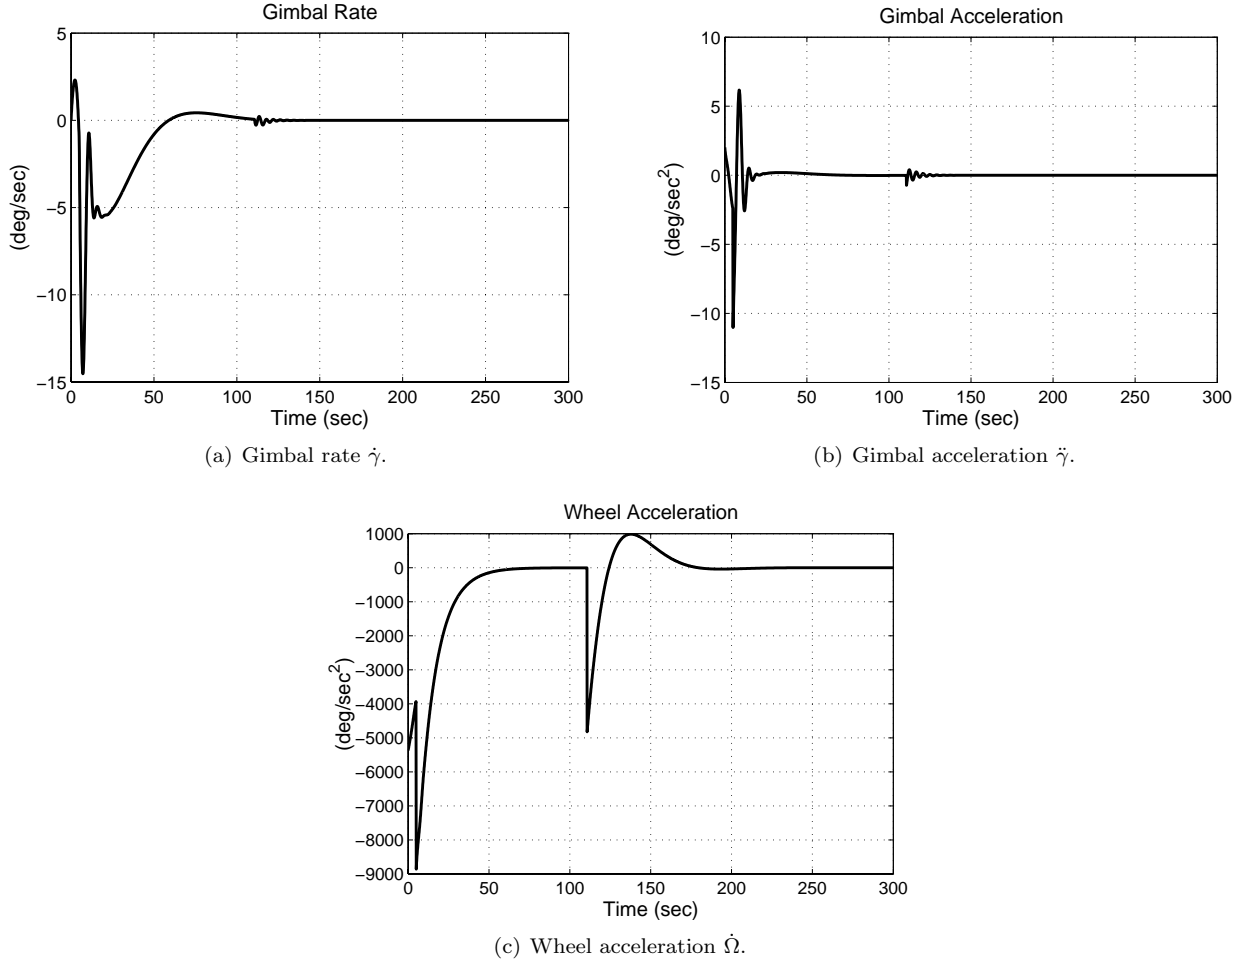 Gimbal Rate
5
0
−5
−10
−15
0 50 100 150 200 250 300
(deg/sec)
Time (sec)
(a) Gimbal rate γ̇.
Gimbal Acceleration
10
5
0
−5
−10
−15
0 50 100 150 200 250 300
(deg/sec²)
Time (sec)
(b) Gimbal acceleration γ̈.
Wheel Acceleration
1000
0
−1000
−2000
−3000
−4000
−5000
−6000
−7000
−8000
−9000
0 50 100 150 200 250 300
(deg/sec²)
Time (sec)
(c) Wheel acceleration Ω̇.